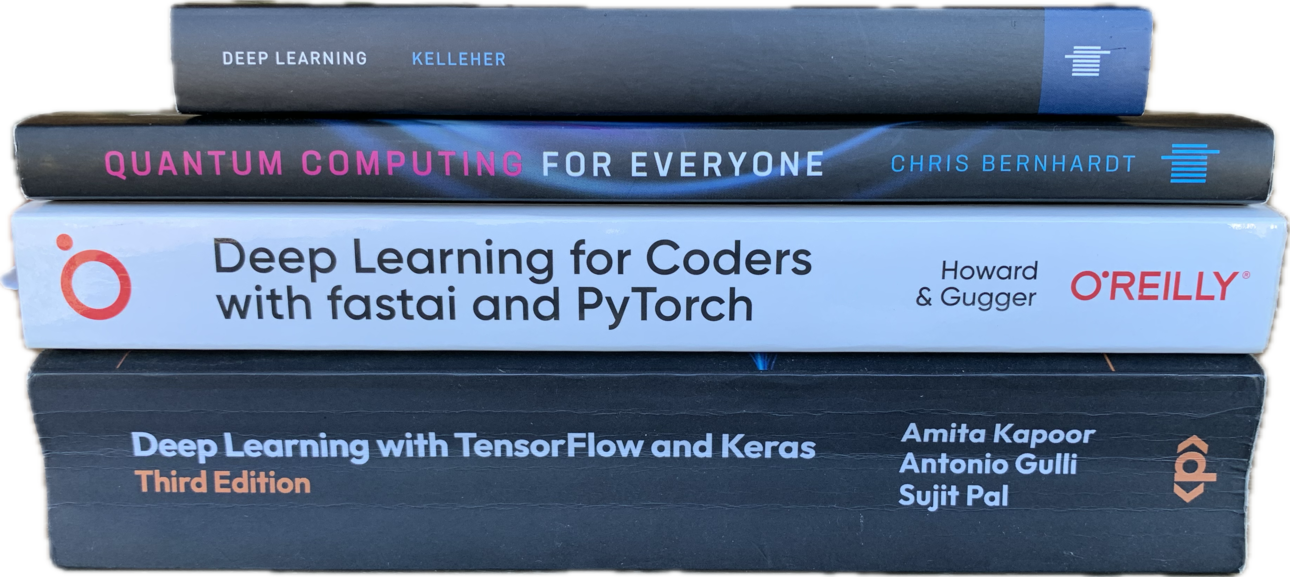 DEEP LEARNING KELLEHER
QUANTUM COMPUTING FOR EVERYONE CHRIS BERNHARDT
Deep Learning for Coders
with fastai and PyTorch
Howard
& Gugger
O'REILLY®
Deep Learning with TensorFlow and Keras
Third Edition
Amita Kapoor
Antonio Gulli
Sujit Pal
<p>